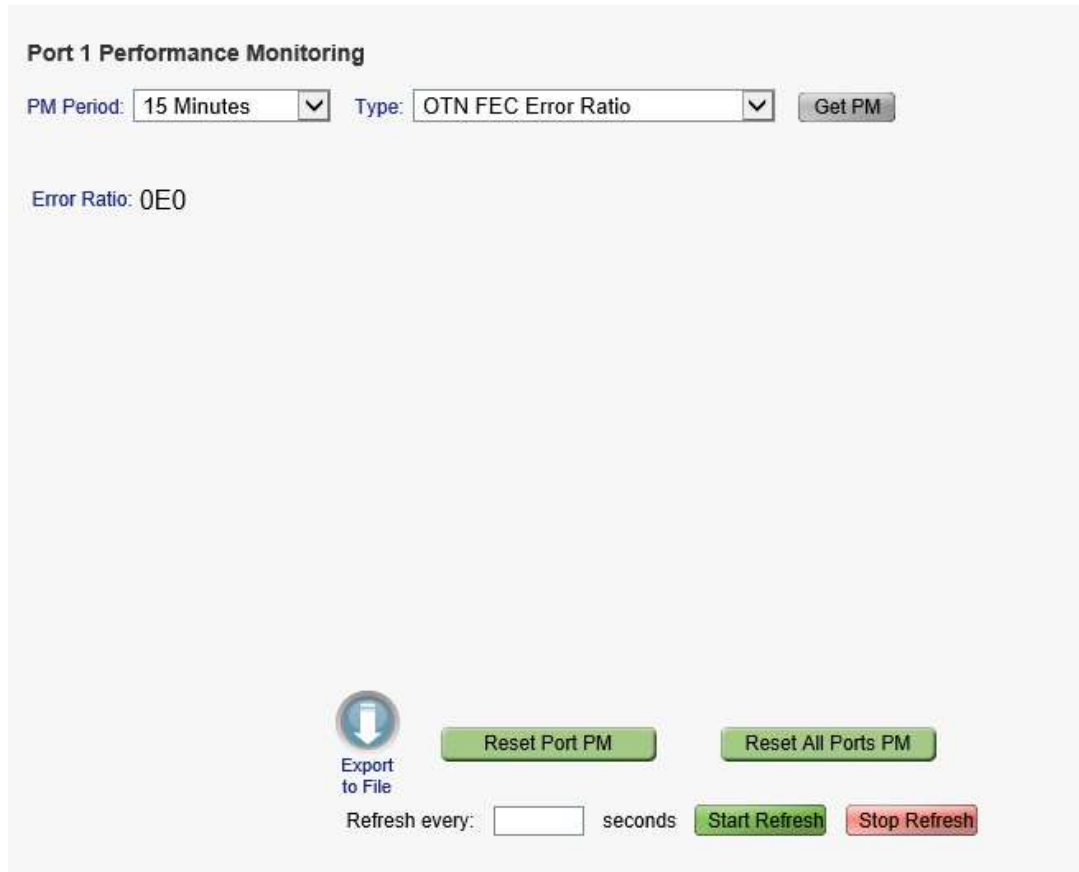 Port 1 Performance Monitoring
PM Period: 15 Minutes Type: OTN FEC Error Ratio Get PM
Error Ratio: 0E0
Export
to File
Reset Port PM Reset All Ports PM
Refresh every: seconds Start Refresh Stop Refresh